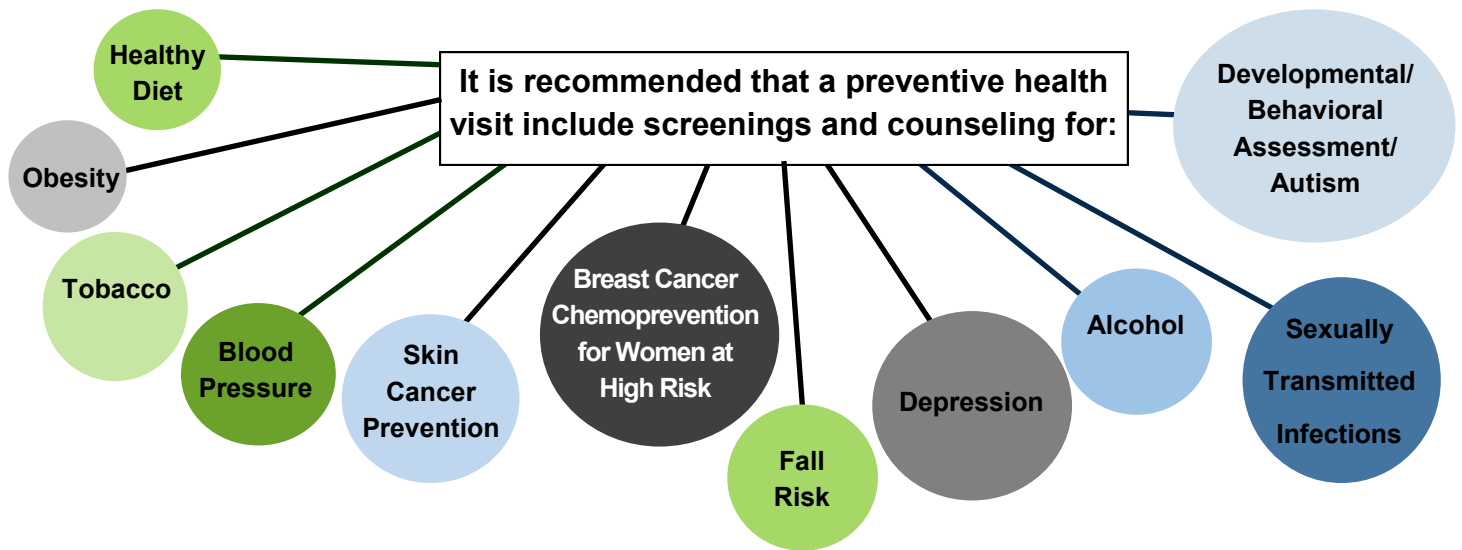 It is recommended that a preventive health
visit include screenings and counseling for:
Healthy
Diet
Obesity
Tobacco
Blood
Pressure
Skin
Cancer
Prevention
Breast Cancer
Chemoprevention
for Women at
High Risk
Fall
Risk
Depression
Alcohol
Sexually
Transmitted
Infections
Developmental/
Behavioral
Assessment/
Autism